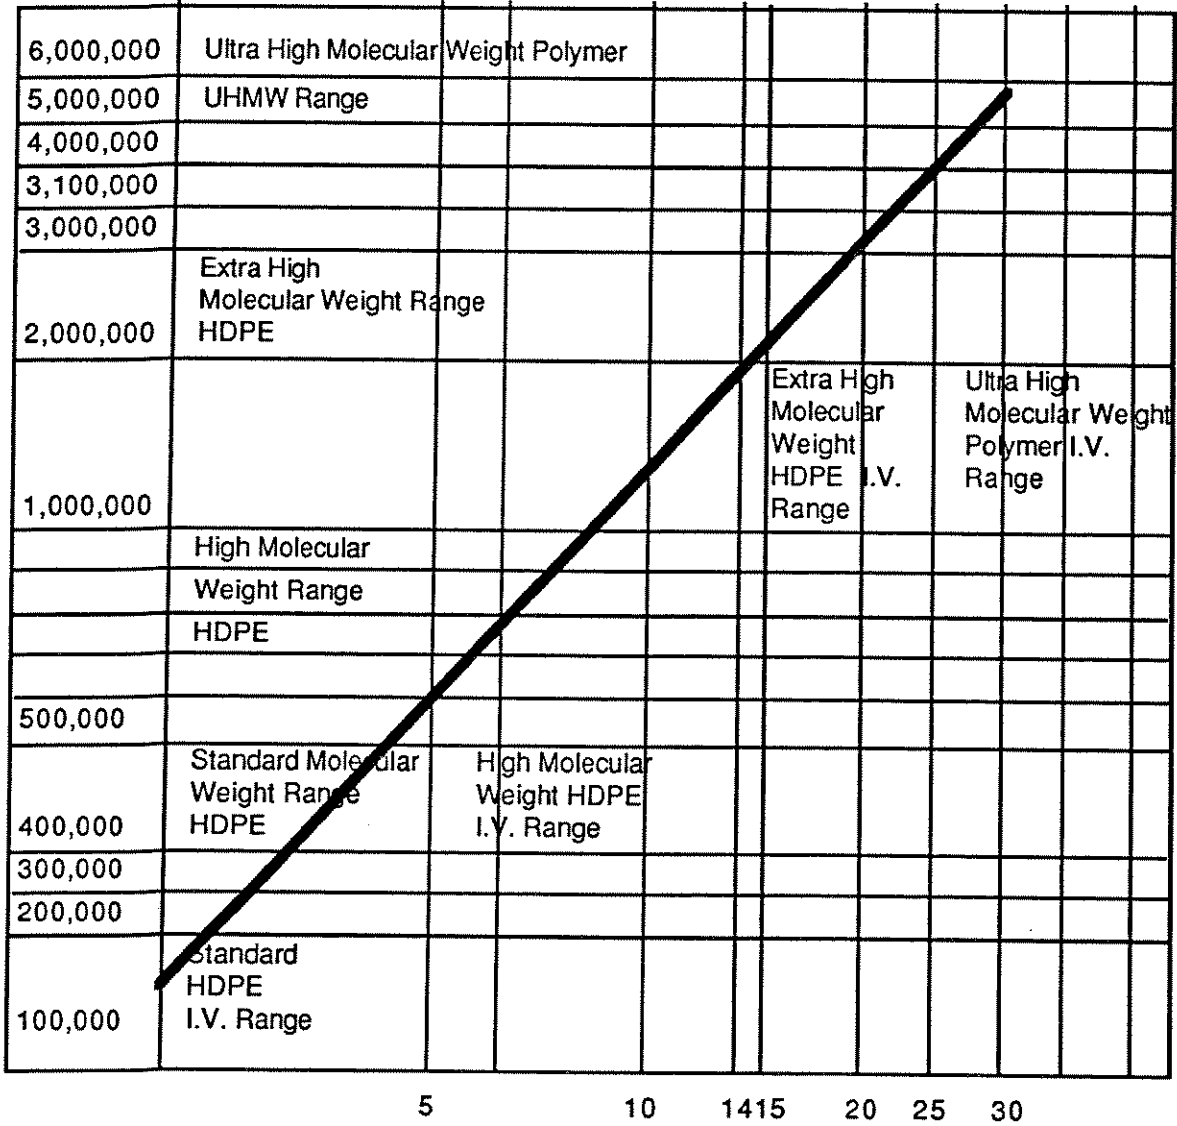 6,000,000 Ultra High Molecular Weight Polymer
5,000,000 UHMW Range
4,000,000
3,100,000
3,000,000
Extra High
Molecular Weight Range
2,000,000 HDPE
Extra High
Molecular
Weight
HDPE I.V.
Range
Ultra High
Molecular Weight
Polymer I.V.
Range
1,000,000
High Molecular
Weight Range
HDPE
500,000
Standard Molecular
Weight Range
HDPE
High Molecular
Weight HDPE
I.V. Range
400,000
300,000
200,000
Standard
HDPE
I.V. Range
100,000
5 10 14 15 20 25 30